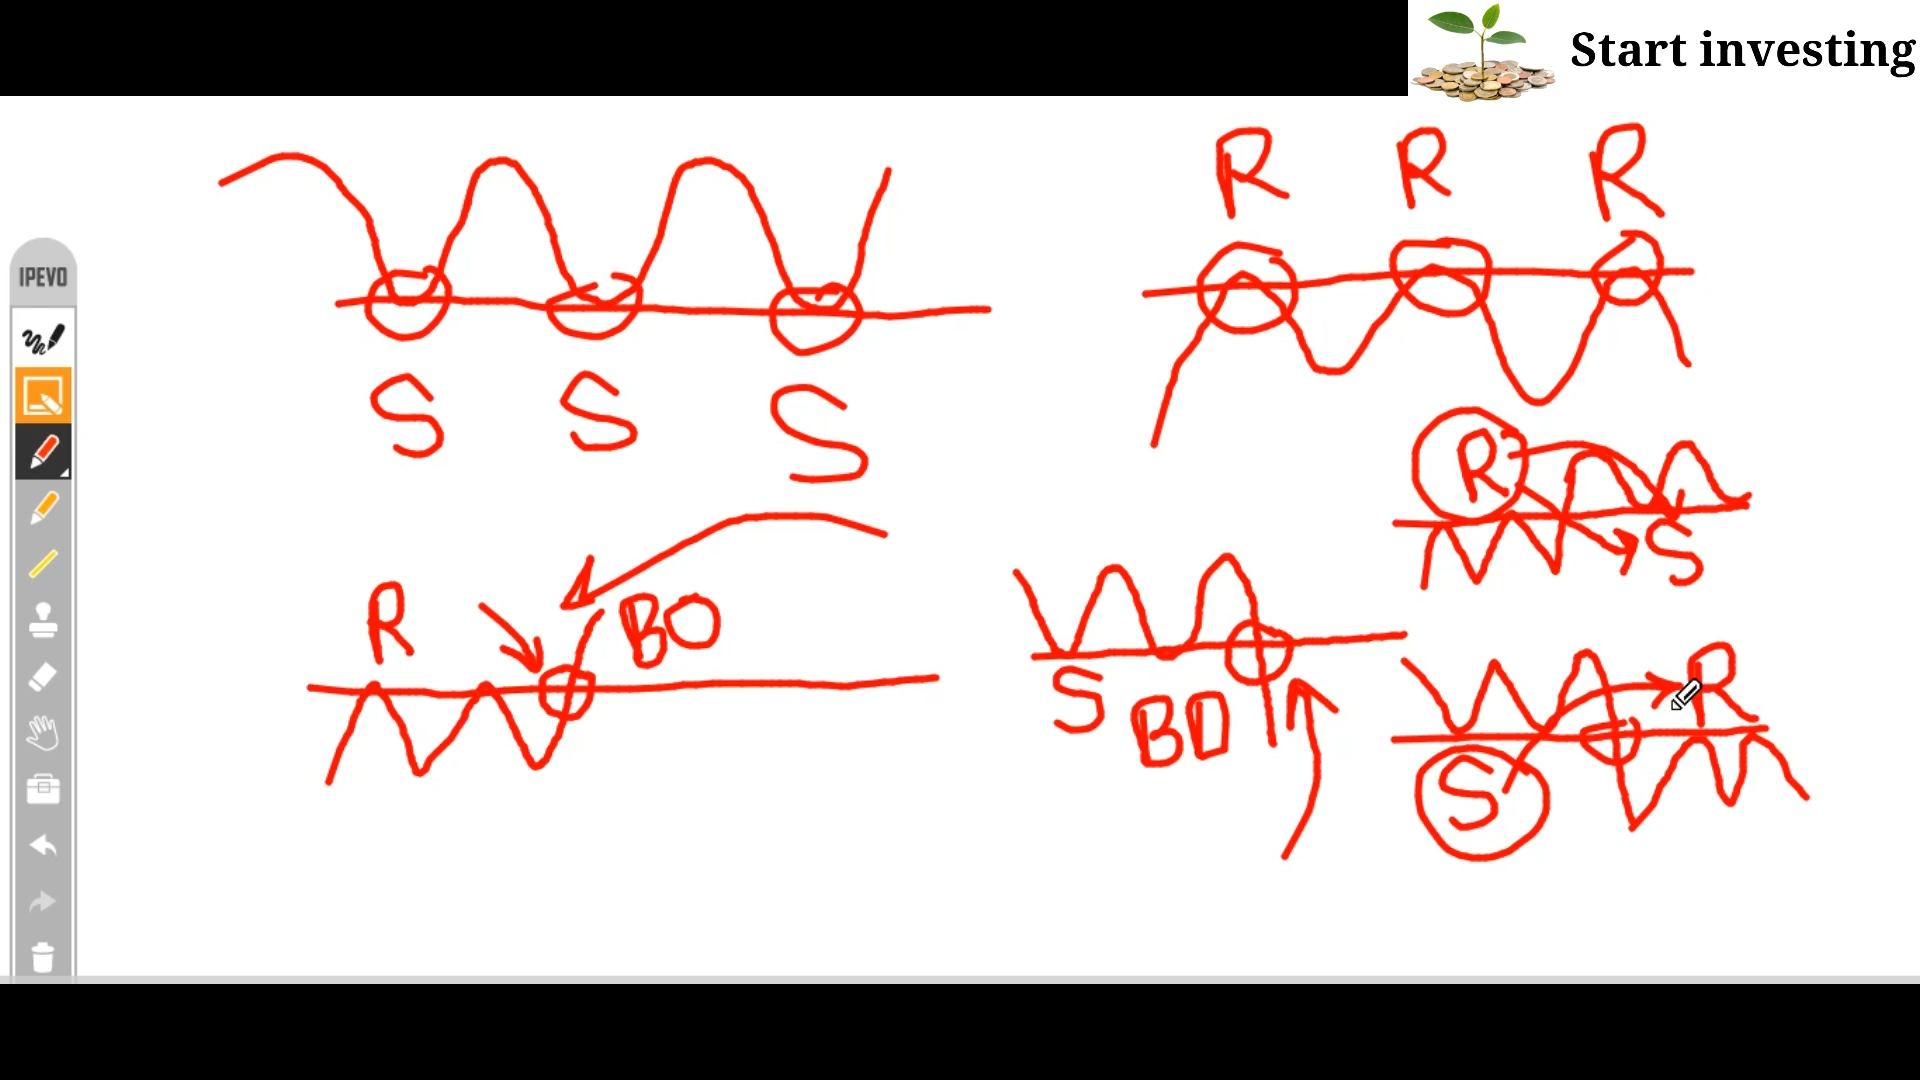 Start investing
R R R
IPEVO
S S S
R
S
R BO
S
BD
R
S